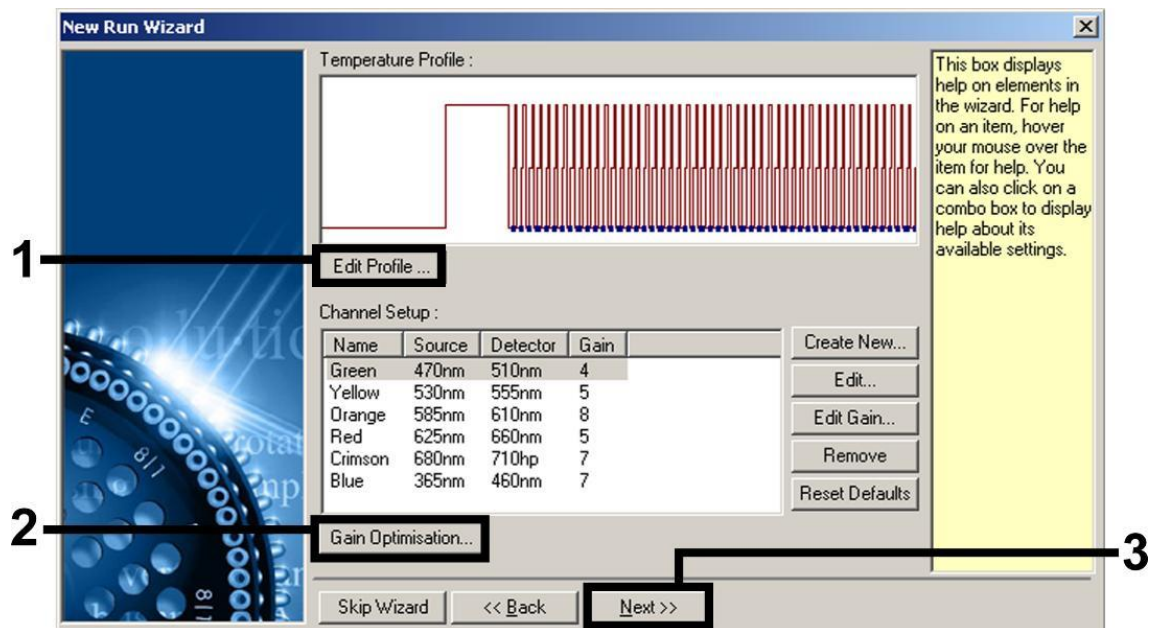 New Run Wizard
Temperature Profile :
This box displays
help on elements in
the wizard. For help
on an item, hover
your mouse over the
item for help. You
can also click on a
combo box to display
help about its
available settings.
1
Edit Profile ...
Channel Setup :
Name Source Detector Gain
Green 470nm 510nm 4
Yellow 530nm 555nm 5
Orange 585nm 610nm 8
Red 625nm 660nm 5
Crimson 680nm 710hp 7
Blue 365nm 460nm 7
Create New...
Edit...
Edit Gain...
Remove
Reset Defaults
E
8/1
8/1
2
Gain Optimisation...
3
Skip Wizard
<< Back
Next >>